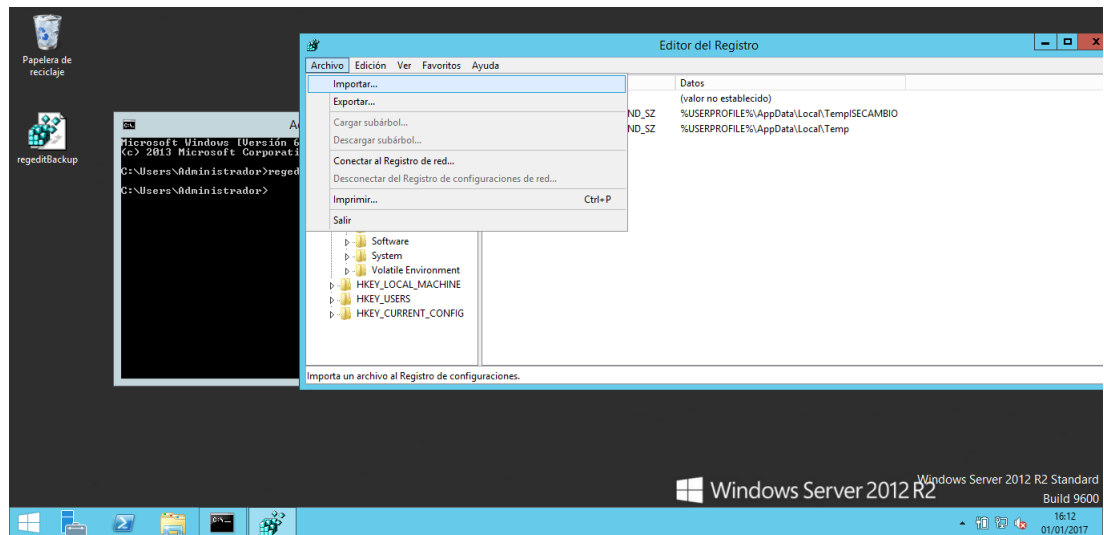 Papelera de
reciclaje
regeditBackup
Microsoft Windows [Versión 6
(c) 2013 Microsoft Corporati
C:\Users\Administrador>reged
C:\Users\Administrador>
Editor del Registro
Archivo Edición Ver Favoritos Ayuda
Importar...
Exportar...
Cargar subárbol...
Descargar subárbol...
Conectar al Registro de red...
Desconectar del Registro de configuraciones de red...
Imprimir... Ctrl+P
Salir
Datos
(valor no establecido)
ND_SZ %USERPROFILE%\AppData\Local\TempISECAMBIO
ND_SZ %USERPROFILE%\AppData\Local\Temp
Software
System
Volatile Environment
HKEY_LOCAL_MACHINE
HKEY_USERS
HKEY_CURRENT_CONFIG
Importa un archivo al Registro de configuraciones.
Windows Server 2012 R2
Windows Server 2012 R2 Standard
Build 9600
16:12
01/01/2017